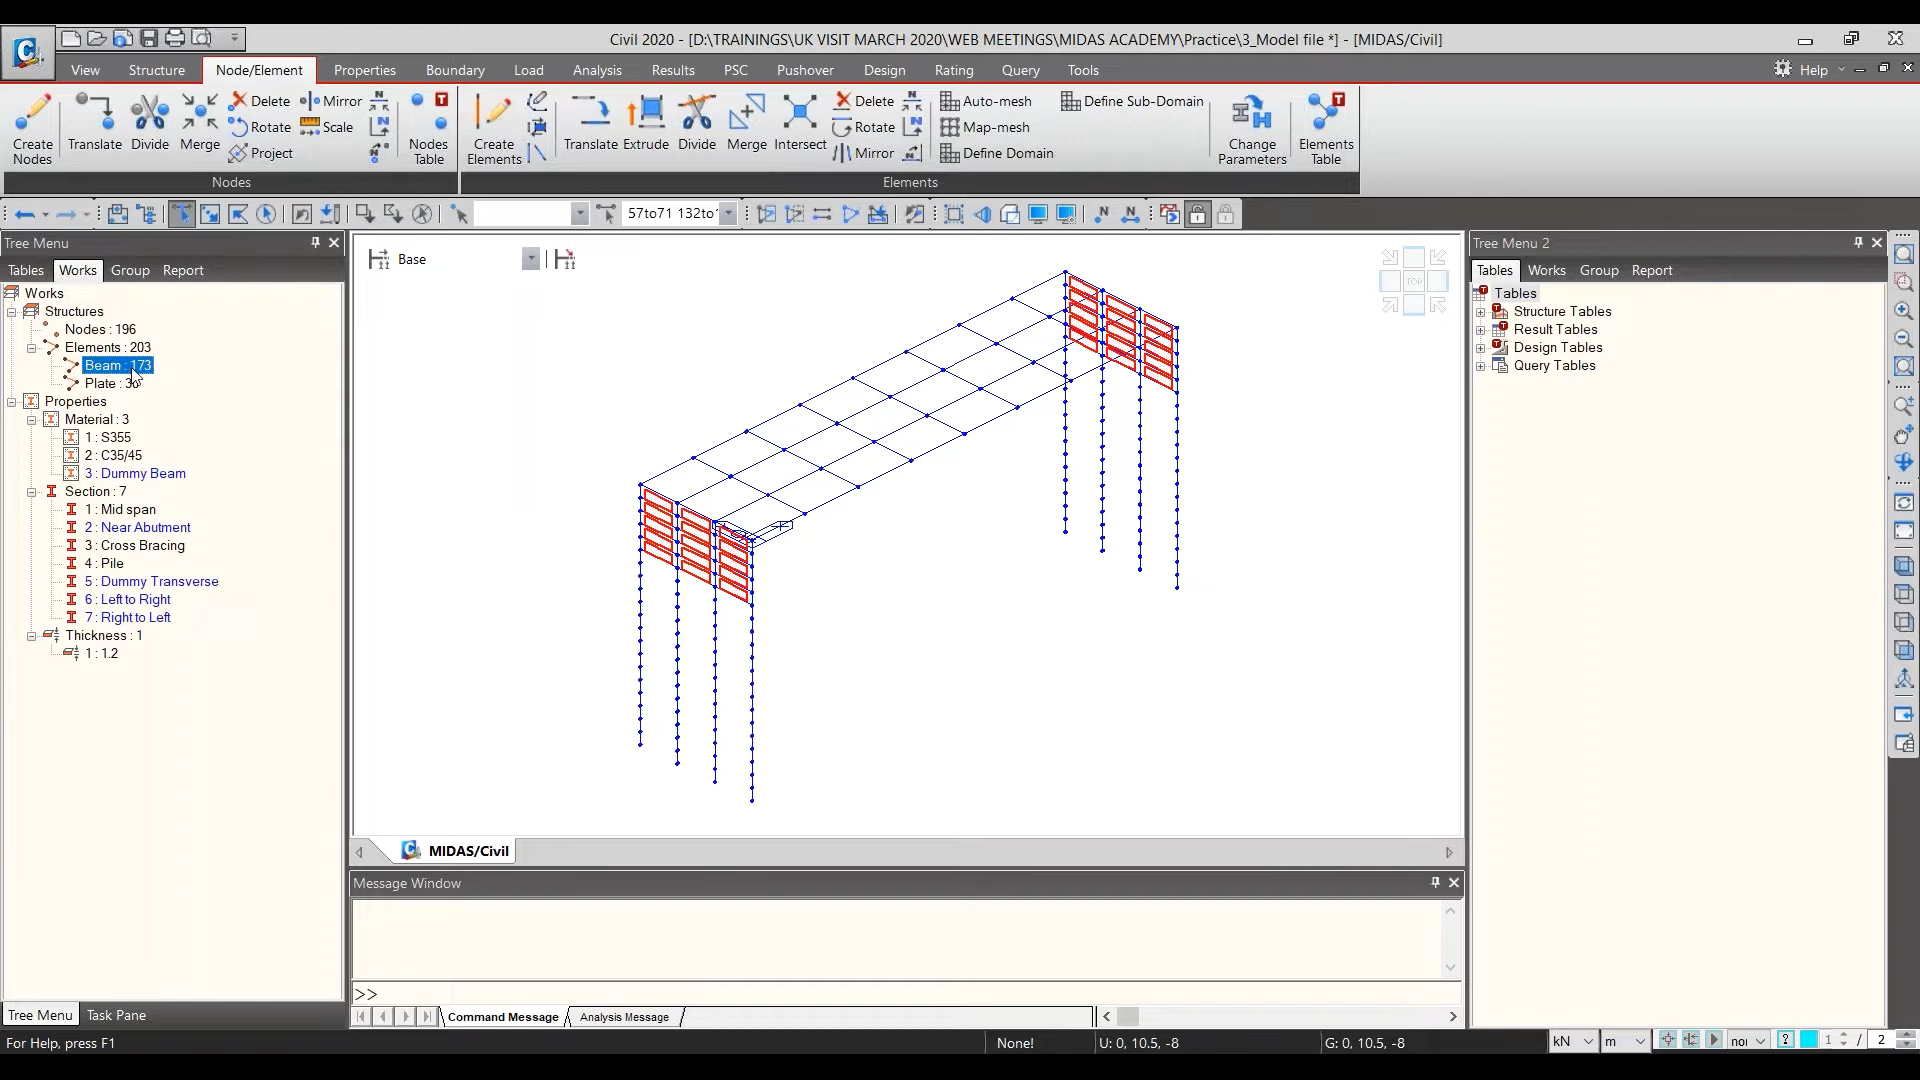 Civil 2020 - [D:\TRAININGS\UK VISIT MARCH 2020\WEB MEETINGS\MIDAS ACADEMY\Practice\3_Model file *] - [MIDAS/Civil]
View Structure Node/Element Properties Boundary Load Analysis Results PSC Pushover Design Rating Query Tools Help
Create Nodes
Translate
Divide
Merge
Delete
Rotate
Project
Mirror
Scale
Nodes Table
Create Elements
Translate
Extrude
Divide
Merge
Intersect
Delete
Rotate
Mirror
Auto-mesh
Map-mesh
Define Domain
Define Sub-Domain
Change Parameters
Elements Table
Nodes
Elements
57to71 132to
Tree Menu
Tables Works Group Report
Works
Structures
Nodes : 196
Elements : 203
Beam : 173
Plate :
Properties
Material : 3
1 : S355
2 : C35/45
3 : Dummy Beam
Section : 7
1 : Mid span
2 : Near Abutment
3 : Cross Bracing
4 : Pile
5 : Dummy Transverse
6 : Left to Right
7 : Right to Left
Thickness : 1
1 : 1.2
Base
TOP
Tree Menu 2
Tables Works Group Report
Tables
Structure Tables
Result Tables
Design Tables
Query Tables
MIDAS/Civil
Message Window
>>
Command Message Analysis Message
Tree Menu Task Pane
For Help, press F1
None!
U: 0, 10.5, -8
G: 0, 10.5, -8
kN
m
nor
1 / 2